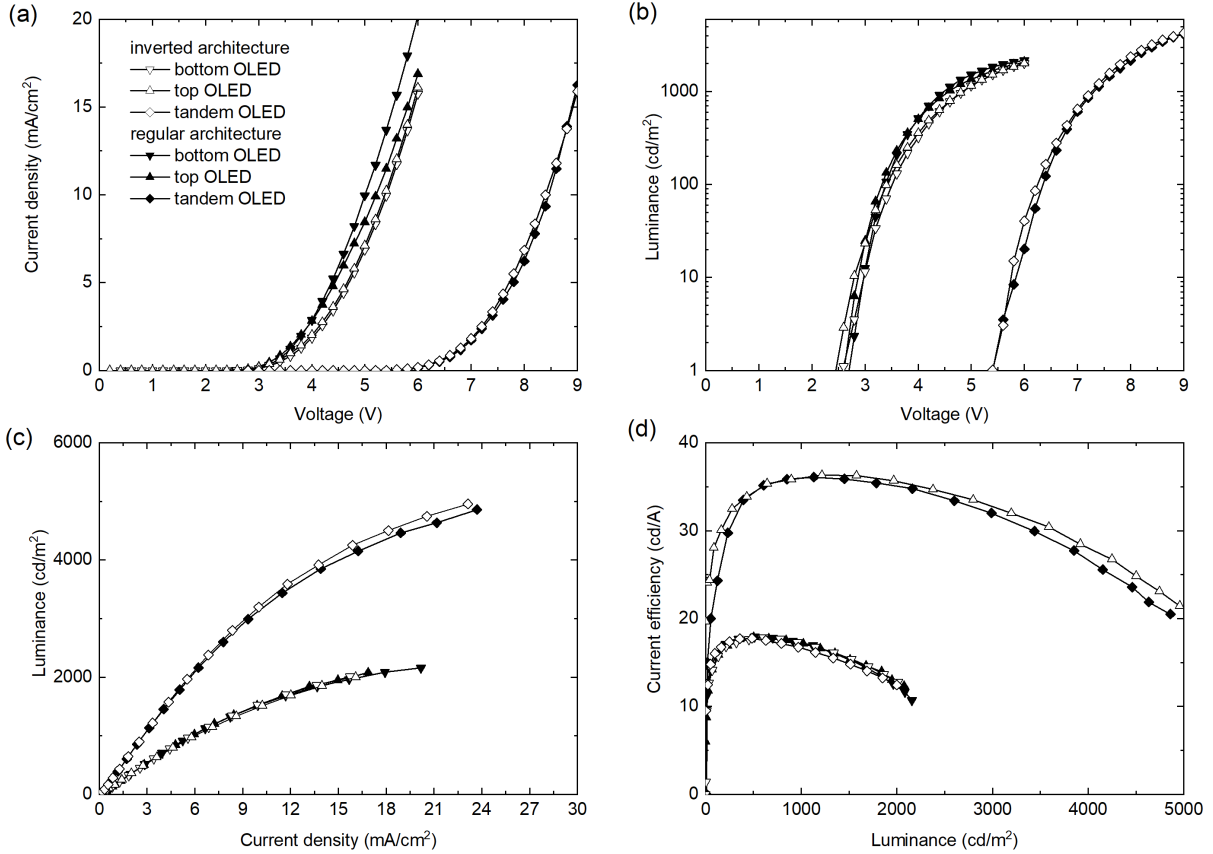 (a)
20
15
10
5
0
Current density (mA/cm²)
inverted architecture
bottom OLED
top OLED
tandem OLED
regular architecture
bottom OLED
top OLED
tandem OLED
0 1 2 3 4 5 6 7 8 9
Voltage (V)
(b)
1000
100
10
1
Luminance (cd/m²)
0 1 2 3 4 5 6 7 8 9
Voltage (V)
(c)
6000
4000
2000
0
Luminance (cd/m²)
3 6 9 12 15 18 21 24 27 30
Current density (mA/cm²)
(d)
40
30
20
10
0
Current efficiency (cd/A)
0 1000 2000 3000 4000 5000
Luminance (cd/m²)